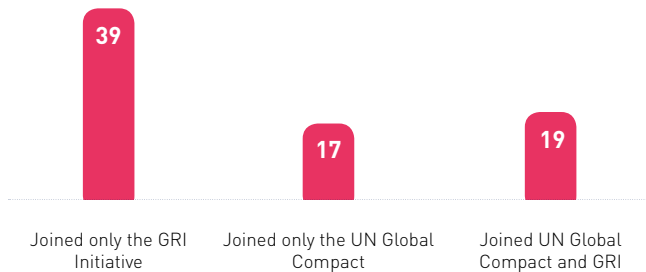 39
17
19
Joined only the GRI
Initiative
Joined only the UN Global
Compact
Joined UN Global
Compact and GRI